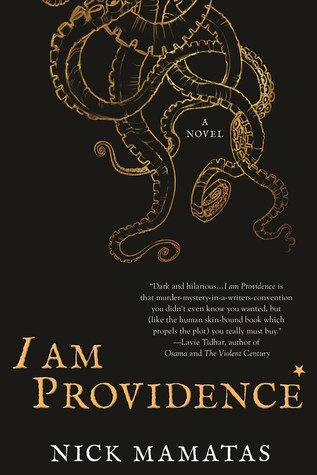 A
NOVEL
“Dark and hilarious…I am Providence is
that murder-mystery-in-a-writers-convention
you didn’t even know you wanted, but
(like the human skin-bound book which
propels the plot) you really must buy.”
—Lavie Tidhar, author of
Osama and The Violent Century
I AM
PROVIDENCE
NICK MAMATAS